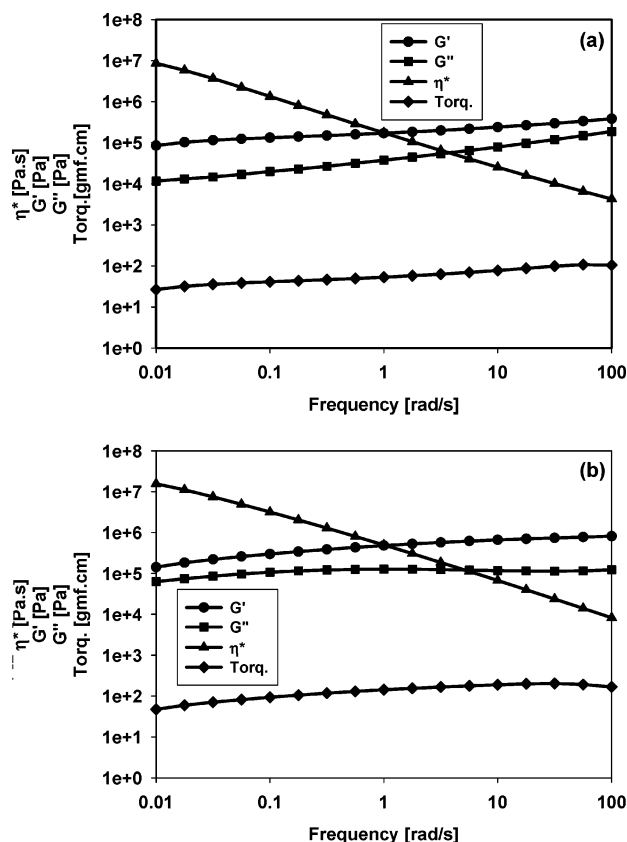 (a)
G'
G"
η*
Torq.
1e+8
1e+7
1e+6
1e+5
1e+4
1e+3
1e+2
1e+1
1e+0
η* [Pa.s]
G' [Pa]
G" [Pa]
Torq.[gmf.cm]
0.01
0.1
1
10
100
Frequency [rad/s]
(b)
G'
G"
η*
Torq.
1e+8
1e+7
1e+6
1e+5
1e+4
1e+3
1e+2
1e+1
1e+0
η* [Pa.s]
G' [Pa]
G" [Pa]
Torq. [gmf.cm]
0.01
0.1
1
10
100
Frequency [rad/s]